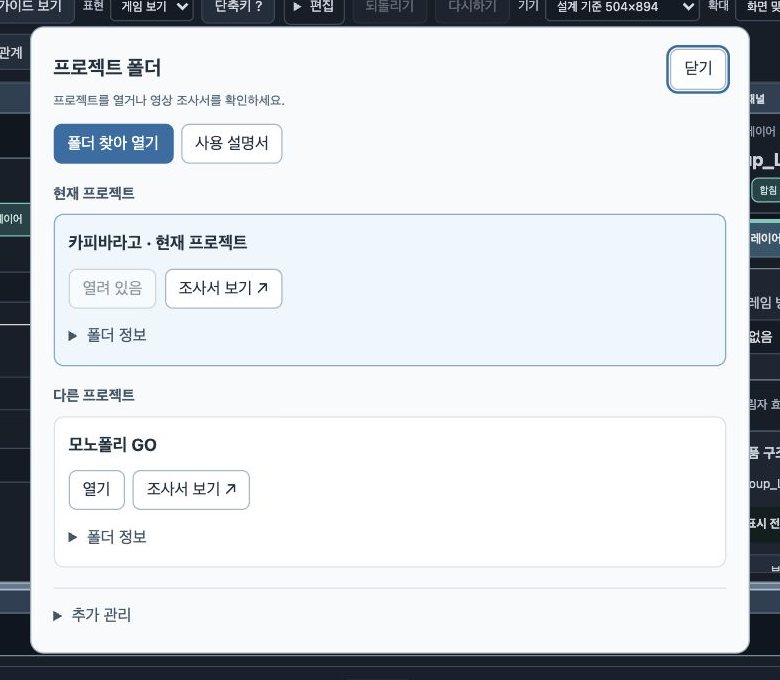 가이드 보기 표현 게임 보기 단축키 ? ▶ 편집 되돌리기 다시하기 기기 설계 기준 504×894 확대 화면 맞
관계
프로젝트 폴더
닫기
프로젝트를 열거나 영상 조사서를 확인하세요.
폴더 찾아 열기 사용 설명서
현재 프로젝트
카피바라고 · 현재 프로젝트
열려 있음 조사서 보기 ↗
▶ 폴더 정보
다른 프로젝트
모노폴리 GO
열기 조사서 보기 ↗
▶ 폴더 정보
▶ 추가 관리
합침
없음